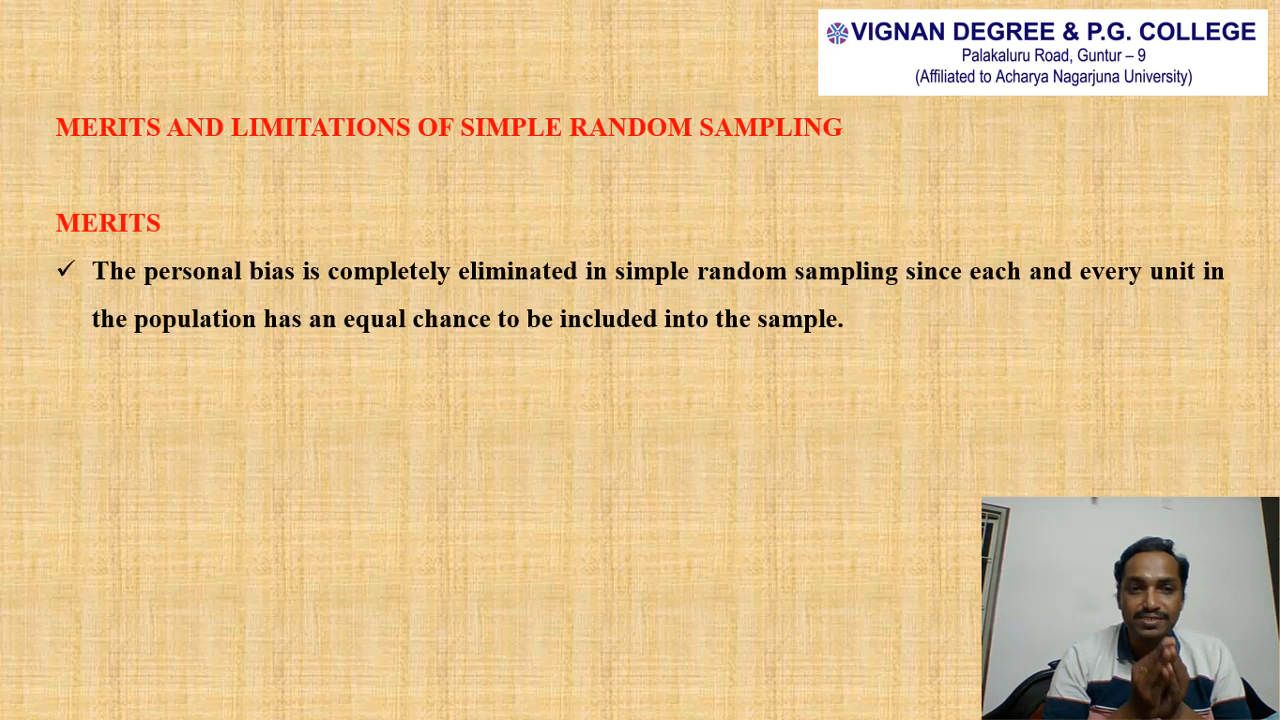 VIGNAN DEGREE & P.G. COLLEGE
Palakaluru Road, Guntur – 9
(Affiliated to Acharya Nagarjuna University)
MERITS AND LIMITATIONS OF SIMPLE RANDOM SAMPLING
MERITS
✓ The personal bias is completely eliminated in simple random sampling since each and every unit in
the population has an equal chance to be included into the sample.